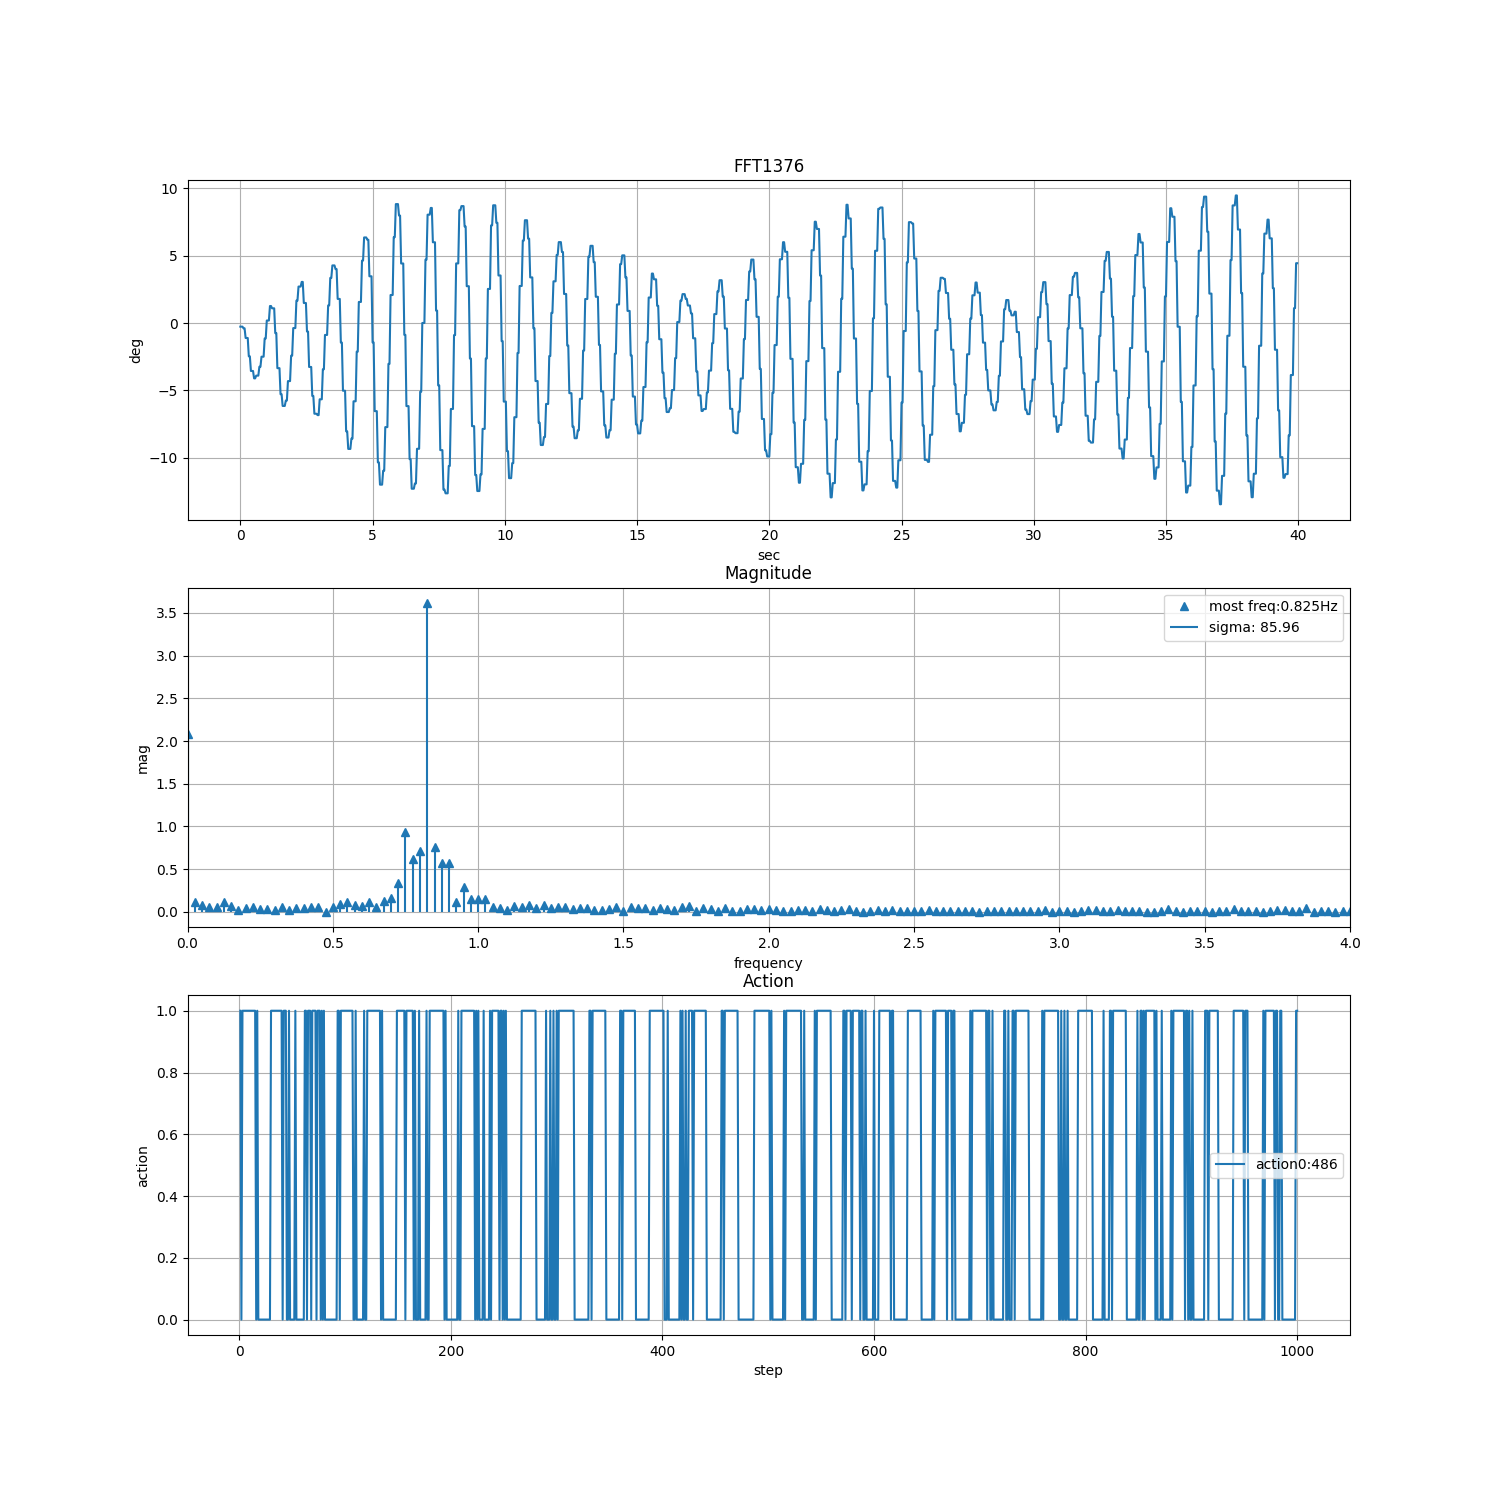 FFT1376
10
5
0
−5
−10
deg
0 5 10 15 20 25 30 35 40
sec
Magnitude
most freq:0.825Hz
sigma: 85.96
3.5
3.0
2.5
2.0
1.5
1.0
0.5
0.0
mag
0.0 0.5 1.0 1.5 2.0 2.5 3.0 3.5 4.0
frequency
Action
1.0
0.8
0.6
0.4
0.2
0.0
action
action0:486
0 200 400 600 800 1000
step